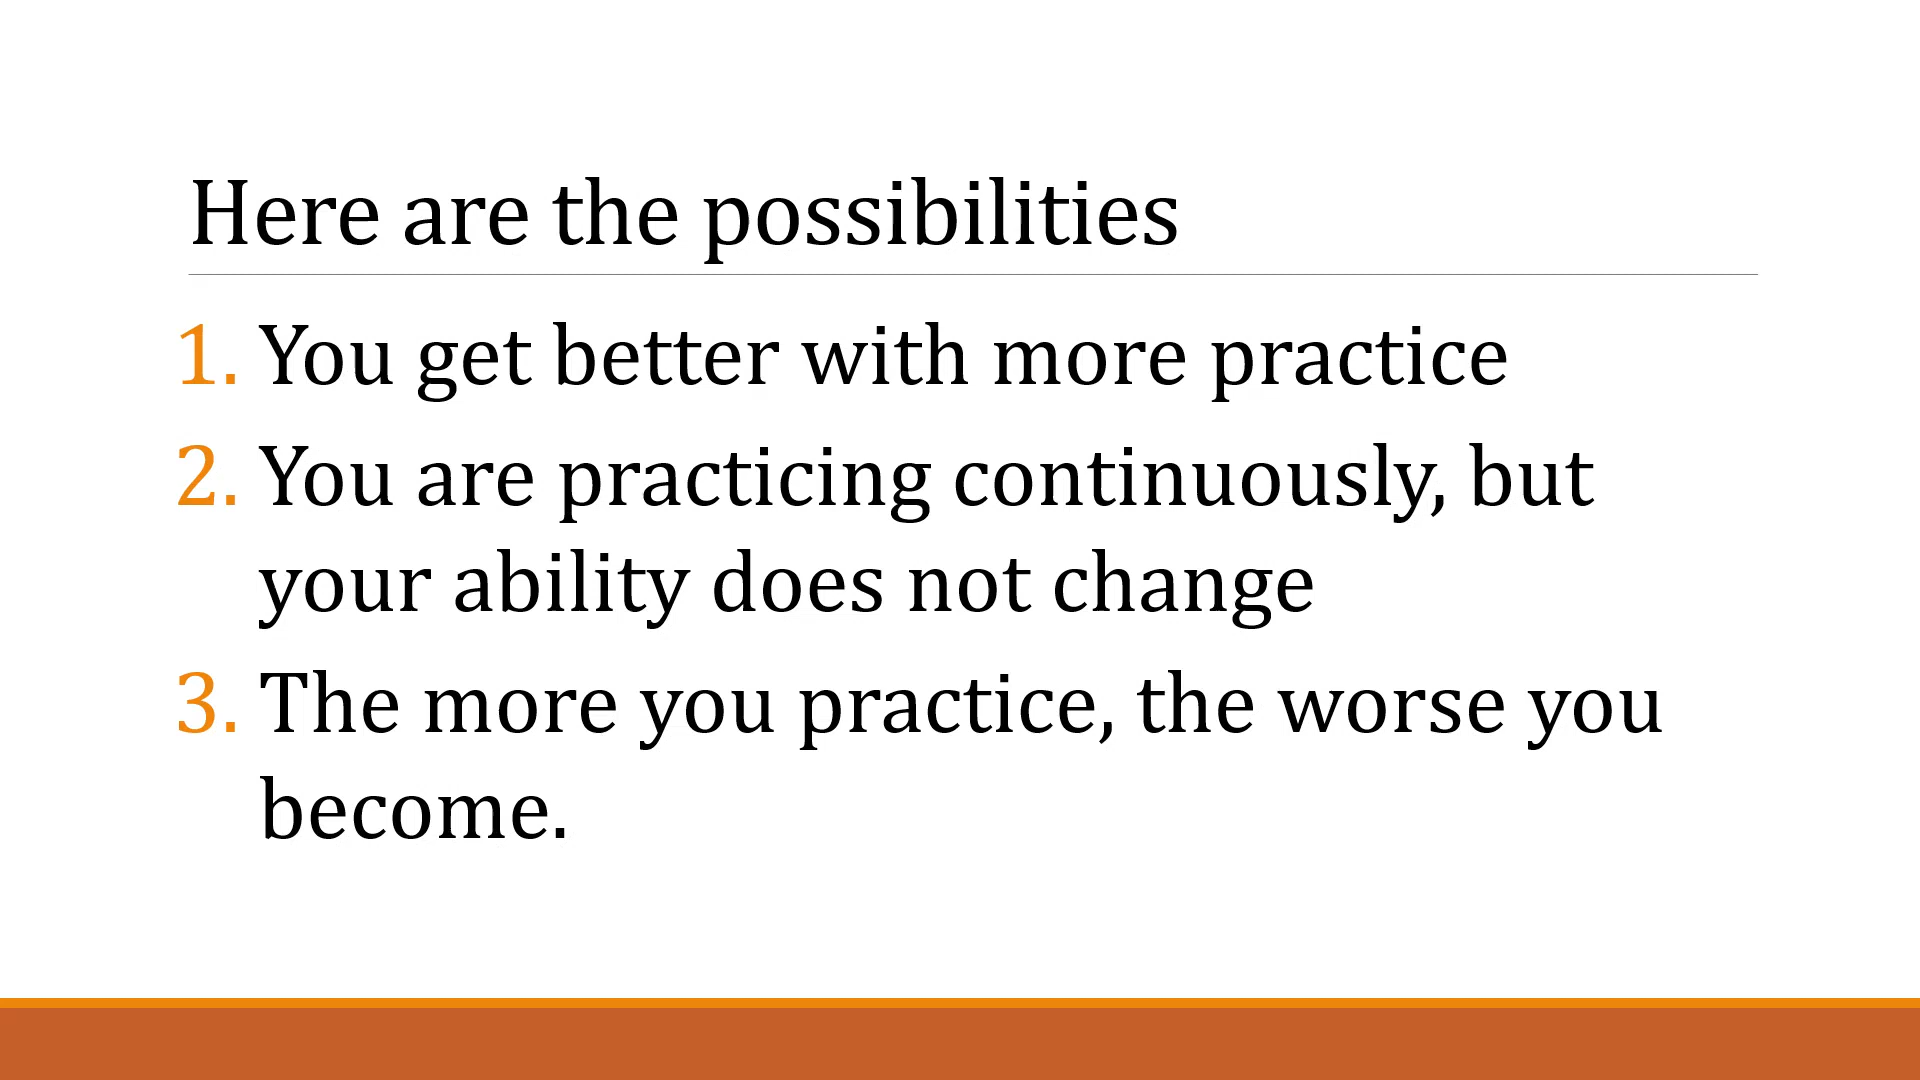 Here are the possibilities
1. You get better with more practice
2. You are practicing continuously, but
your ability does not change
3. The more you practice, the worse you
become.